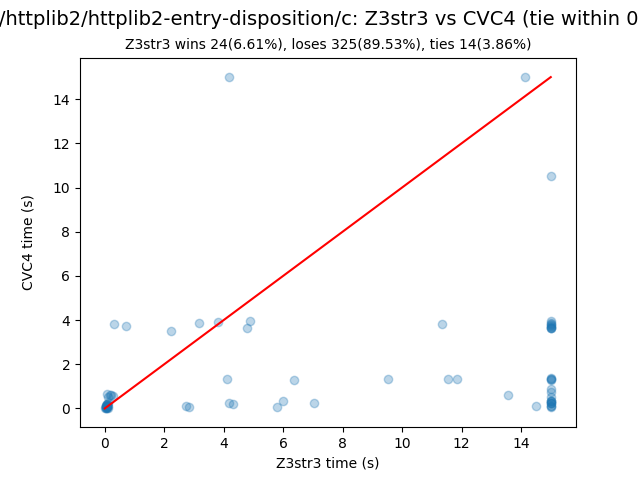 /httplib2/httplib2-entry-disposition/c: Z3str3 vs CVC4 (tie within 0
Z3str3 wins 24(6.61%), loses 325(89.53%), ties 14(3.86%)
14
12
10
8
6
4
2
0
CVC4 time (s)
0 2 4 6 8 10 12 14
Z3str3 time (s)